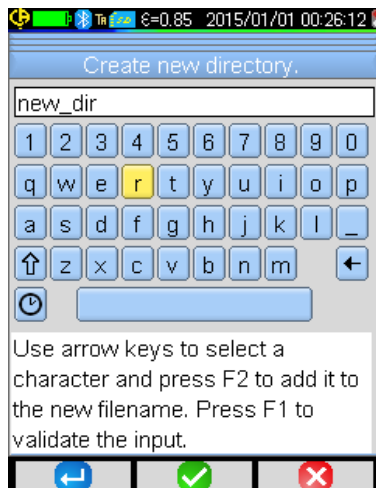 ε=0.85 2015/01/01 00:26:12
Create new directory.
new_dir
1 2 3 4 5 6 7 8 9 0
q w e r t y u i o p
a s d f g h j k l _
z x c v b n m
Use arrow keys to select a
character and press F2 to add it to
the new filename. Press F1 to
validate the input.